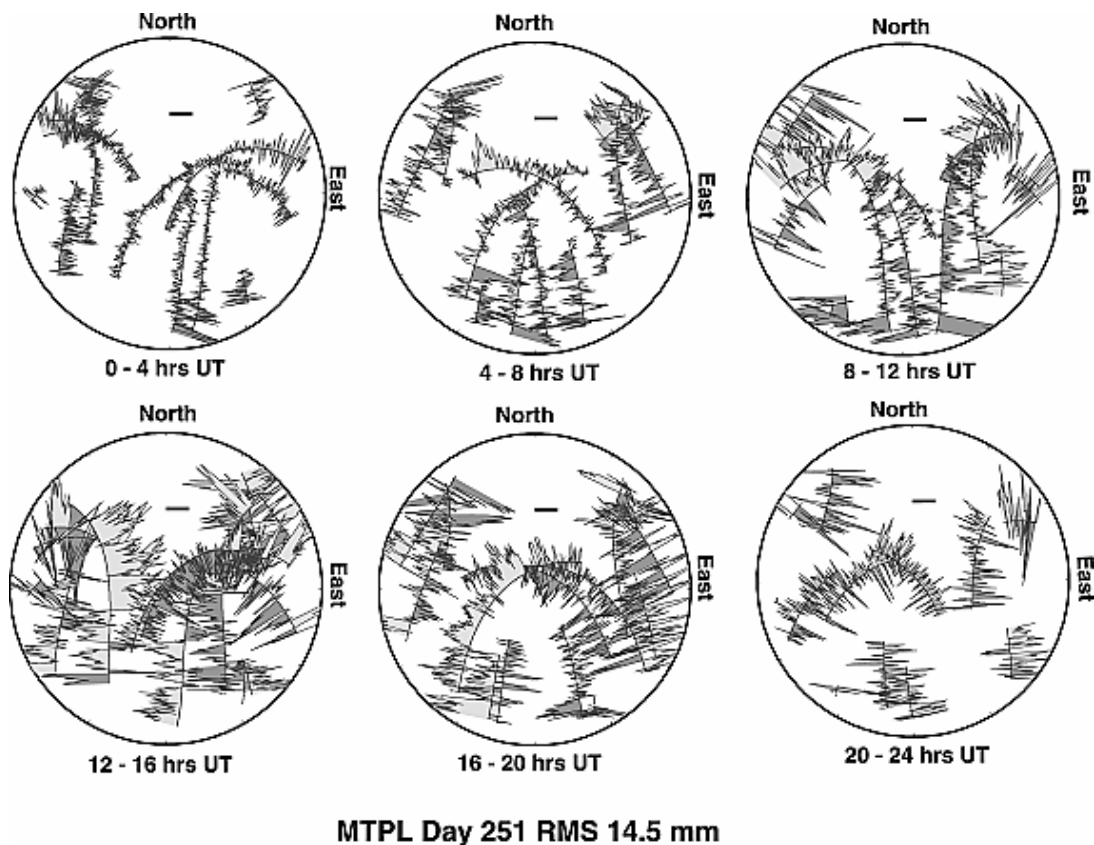 North
North
North
East
East
East
0 - 4 hrs UT
4 - 8 hrs UT
8 - 12 hrs UT
North
North
North
East
East
East
12 - 16 hrs UT
16 - 20 hrs UT
20 - 24 hrs UT
MTPL Day 251 RMS 14.5 mm